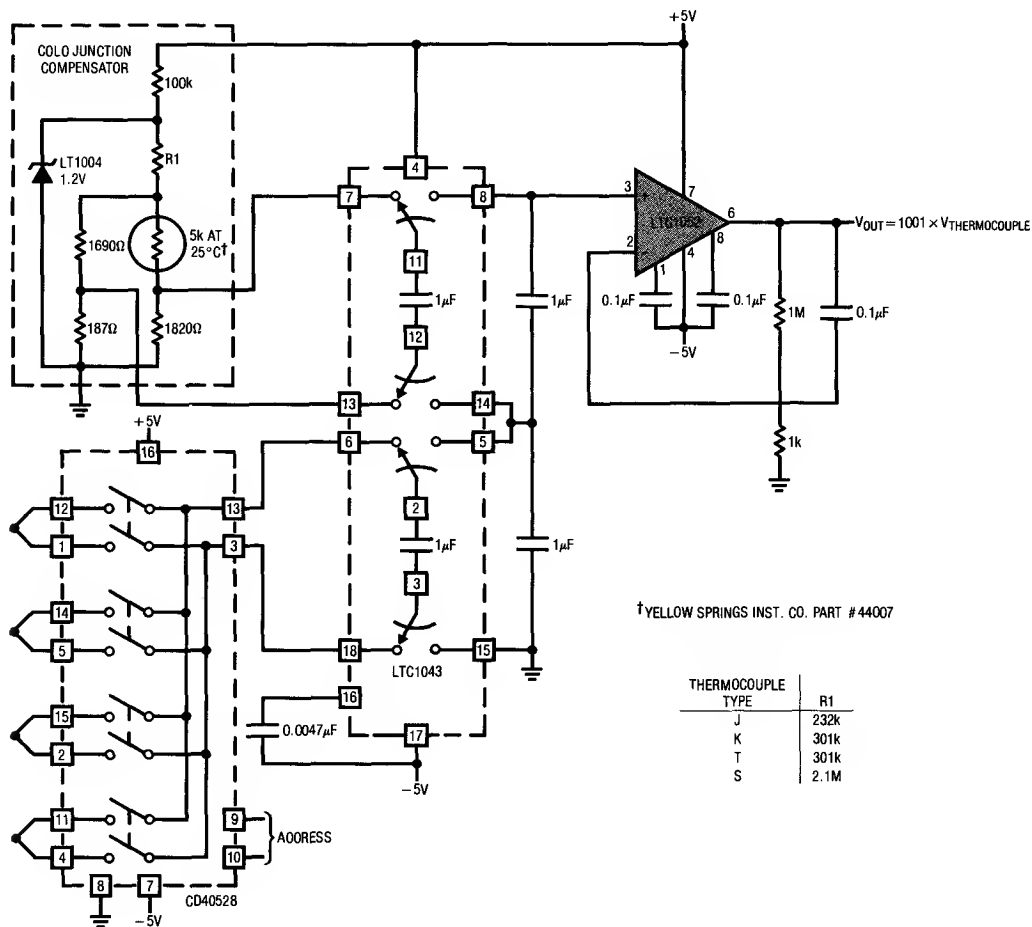 +5V
COLO JUNCTION
COMPENSATOR
100k
LT1004
1.2V
R1
1690Ω
5k AT
25°C†
187Ω
1820Ω
4
7
8
11
1µF
12
13
14
6
5
2
1µF
3
18
15
LTC1043
16
0.0047µF
17
−5V
1µF
1µF
3
2
+
−
LTC1052
7
6
8
4
1
0.1µF
0.1µF
−5V
VOUT = 1001 × VTHERMOCOUPLE
1M
0.1µF
1k
+5V
16
12
1
13
3
14
5
15
2
11
4
9
10
AOORESS
8
7
CD40528
−5V
†YELLOW SPRINGS INST. CO. PART # 44007
THERMOCOUPLE
TYPE R1
J 232k
K 301k
T 301k
S 2.1M